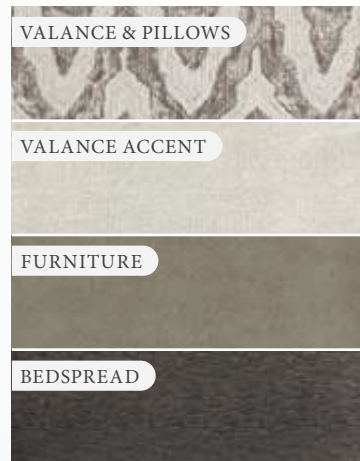 VALANCE & PILLOWS
VALANCE ACCENT
FURNITURE
BEDSPREAD